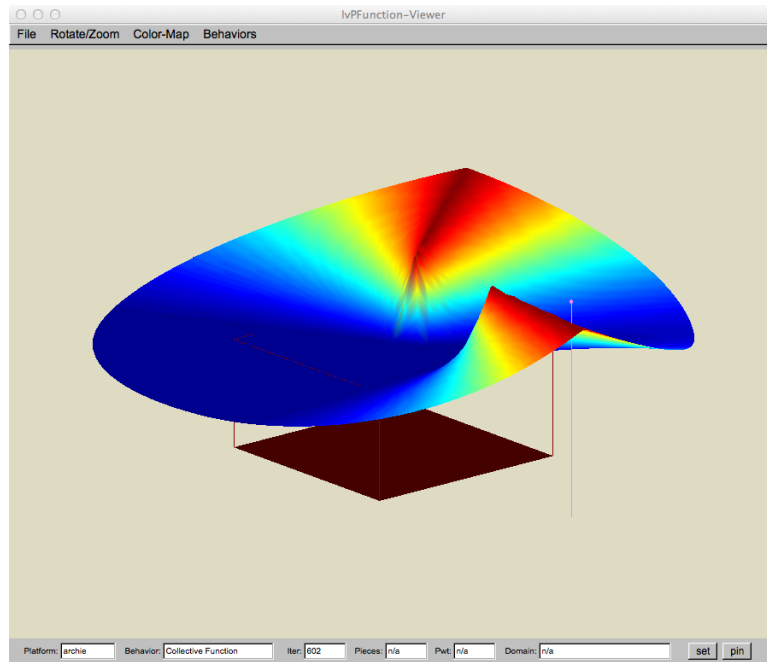 IvPFunction-Viewer
File Rotate/Zoom Color-Map Behaviors
Platform: archie Behavior: Collective Function Iter: 602 Pieces: n/a Pwt: n/a Domain: n/a set pin